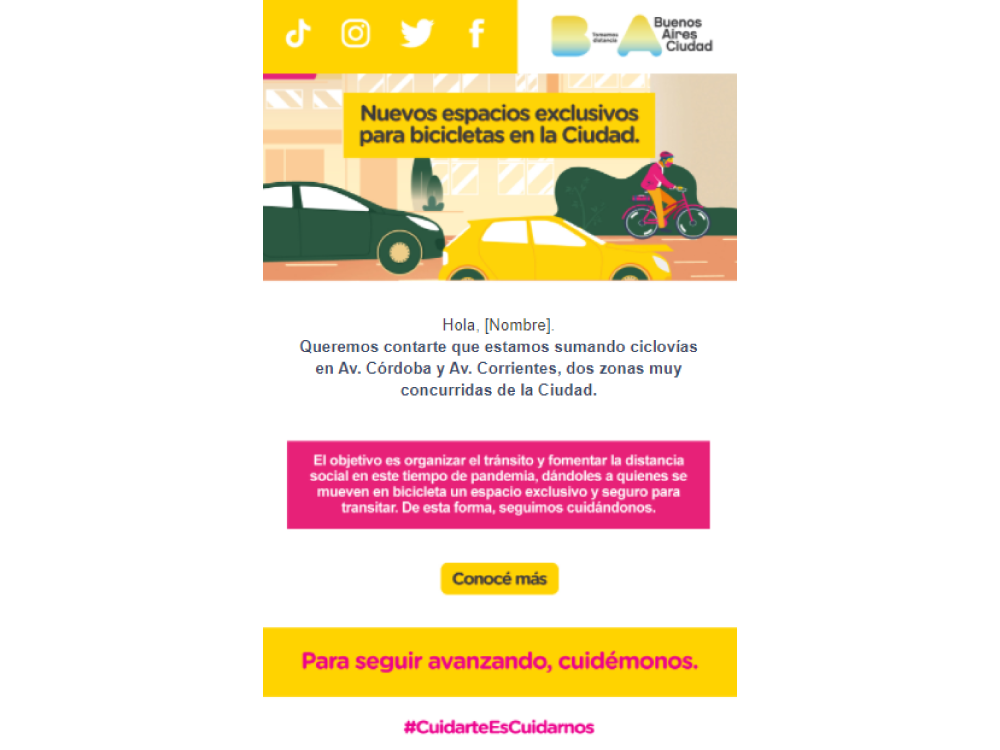 Tomamos
distancia
Buenos
Aires
Ciudad
Nuevos espacios exclusivos
para bicicletas en la Ciudad.
Hola, [Nombre].
Queremos contarte que estamos sumando ciclovías
en Av. Córdoba y Av. Corrientes, dos zonas muy
concurridas de la Ciudad.
El objetivo es organizar el tránsito y fomentar la distancia
social en este tiempo de pandemia, dándoles a quienes se
mueven en bicicleta un espacio exclusivo y seguro para
transitar. De esta forma, seguimos cuidándonos.
Conocé más
Para seguir avanzando, cuidémonos.
#CuidarteEsCuidarnos